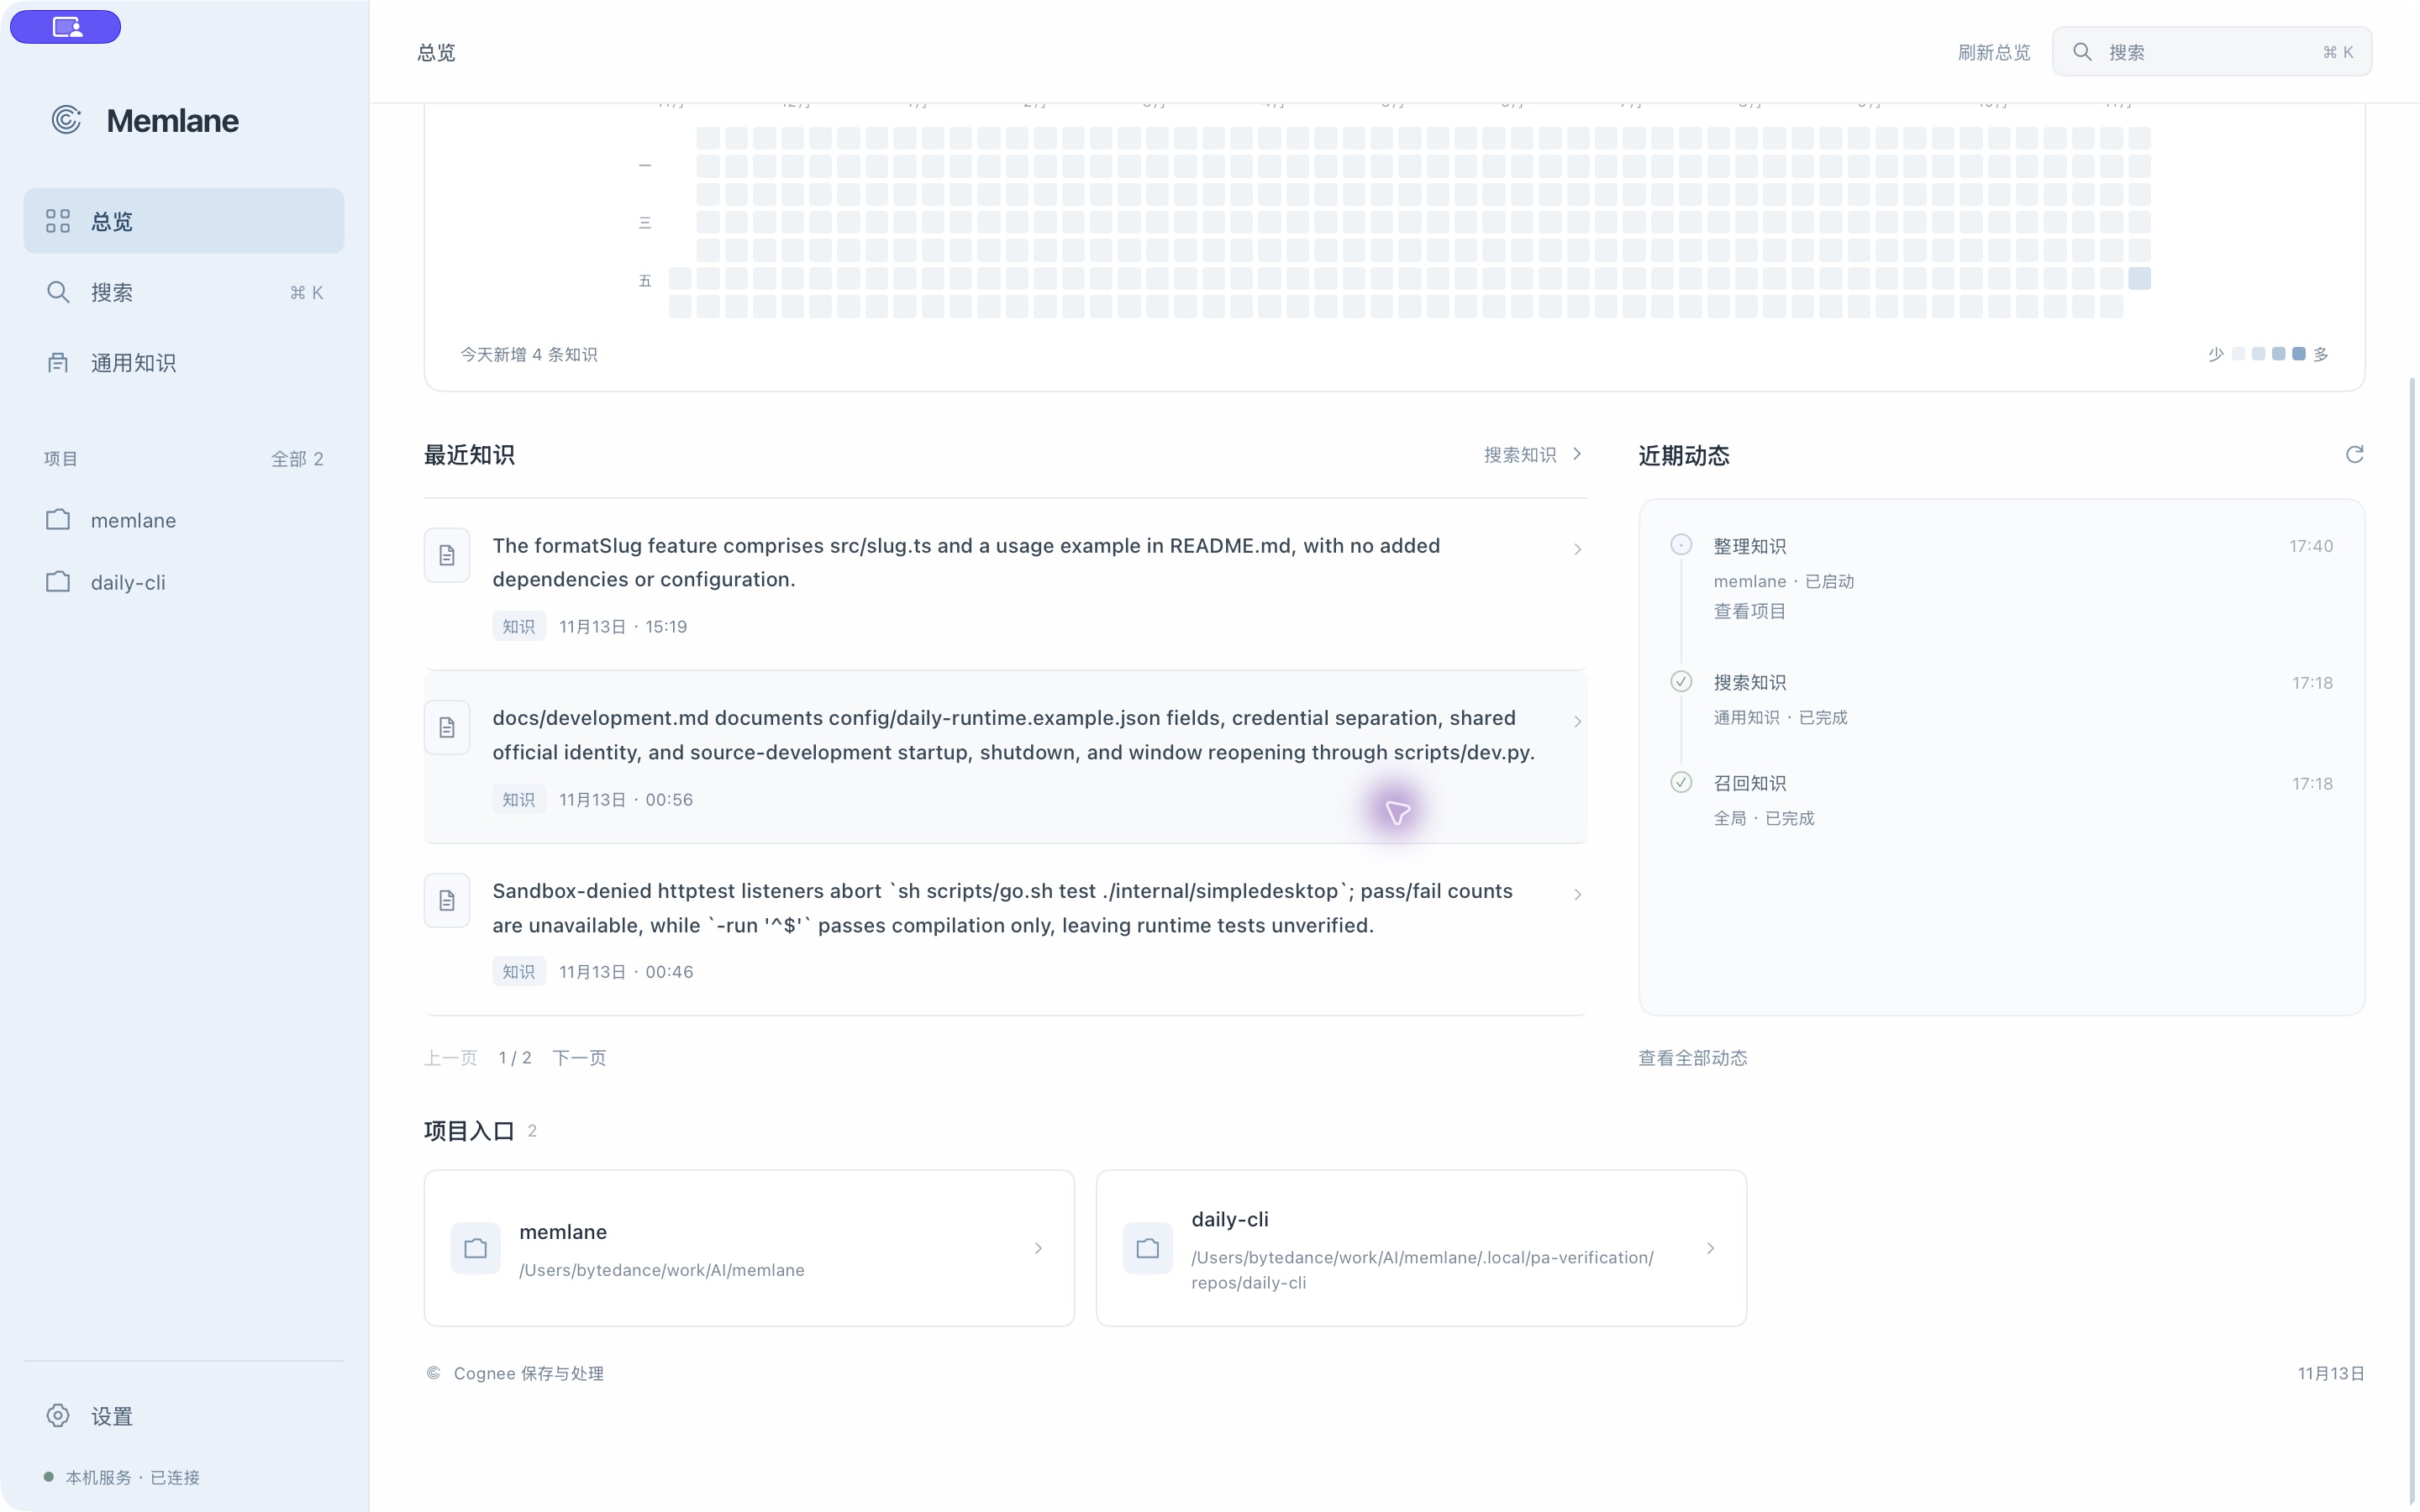 Memlane
总览
搜索 ⌘ K
通用知识
项目 全部 2
memlane
daily-cli
设置
本机服务 · 已连接
总览
刷新总览
搜索 ⌘ K
一
三
五
今天新增 4 条知识
少 多
最近知识
搜索知识
The formatSlug feature comprises src/slug.ts and a usage example in README.md, with no added
dependencies or configuration.
知识 11月13日 · 15:19
docs/development.md documents config/daily-runtime.example.json fields, credential separation, shared
official identity, and source-development startup, shutdown, and window reopening through scripts/dev.py.
知识 11月13日 · 00:56
Sandbox-denied httptest listeners abort `sh scripts/go.sh test ./internal/simpledesktop`; pass/fail counts
are unavailable, while `-run '^$'` passes compilation only, leaving runtime tests unverified.
知识 11月13日 · 00:46
上一页 1 / 2 下一页
近期动态
整理知识 17:40
memlane · 已启动
查看项目
搜索知识 17:18
通用知识 · 已完成
召回知识 17:18
全局 · 已完成
查看全部动态
项目入口 2
memlane
/Users/bytedance/work/AI/memlane
daily-cli
/Users/bytedance/work/AI/memlane/.local/pa-verification/
repos/daily-cli
Cognee 保存与处理
11月13日